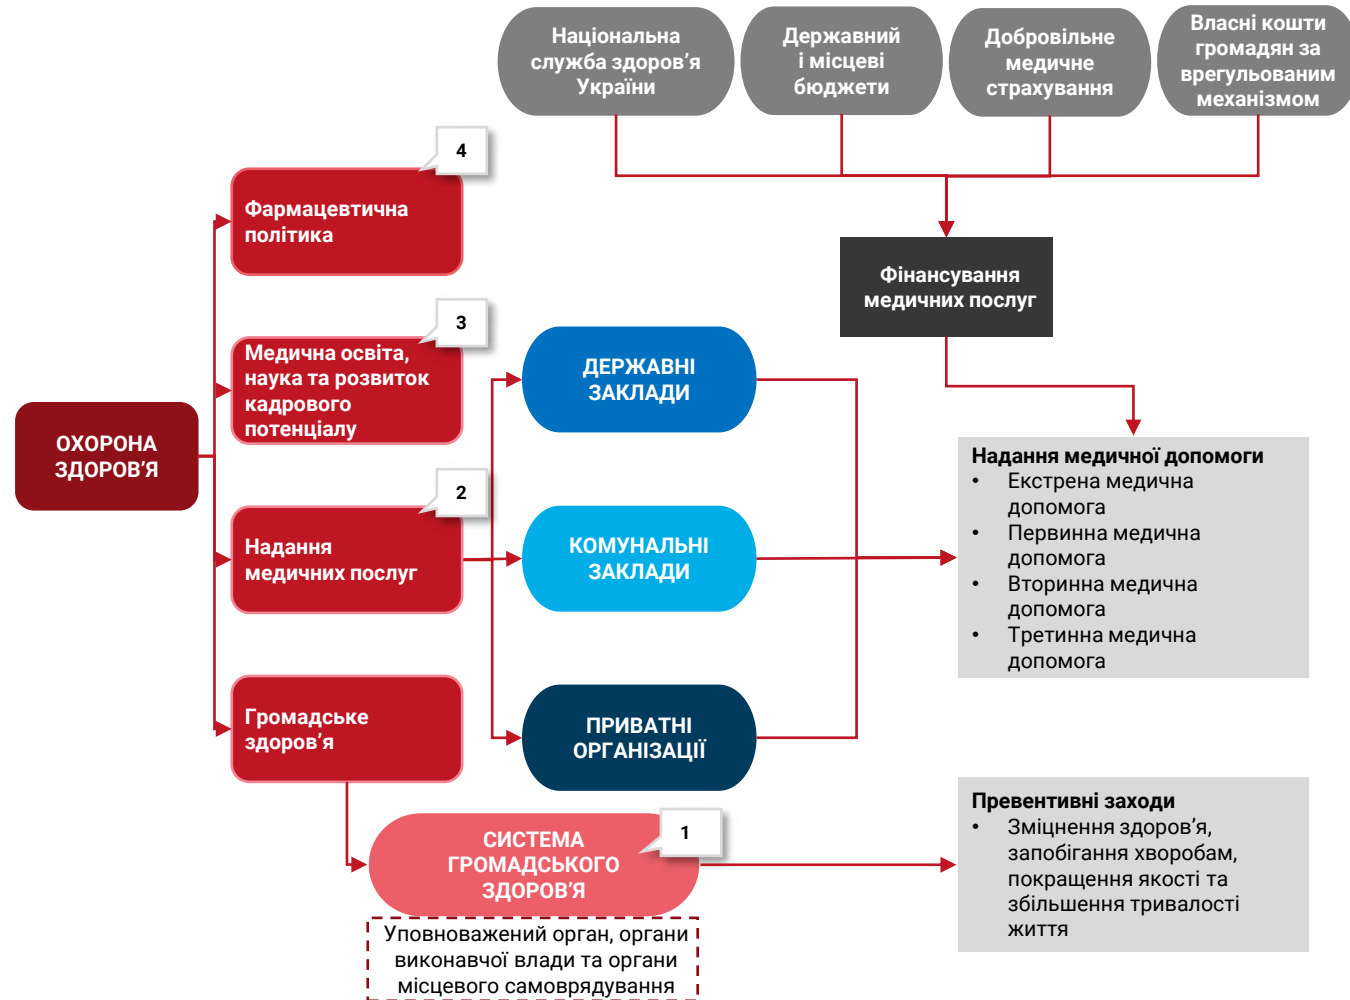 Національна
служба здоров’я
України
Державний
і місцеві
бюджети
Добровільне
медичне
страхування
Власні кошти
громадян за
врегульованим
механізмом
4
Фармацевтична
політика
Фінансування
медичних послуг
3
Медична освіта,
наука та розвиток
кадрового
потенціалу
ДЕРЖАВНІ
ЗАКЛАДИ
ОХОРОНА
ЗДОРОВ’Я
2
Надання
медичних послуг
КОМУНАЛЬНІ
ЗАКЛАДИ
Надання медичної допомоги
• Екстрена медична
допомога
• Первинна медична
допомога
• Вторинна медична
допомога
• Третинна медична
допомога
Громадське
здоров’я
ПРИВАТНІ
ОРГАНІЗАЦІЇ
1
СИСТЕМА
ГРОМАДСЬКОГО
ЗДОРОВ’Я
Превентивні заходи
• Зміцнення здоров’я,
запобігання хворобам,
покращення якості та
збільшення тривалості
життя
Уповноважений орган, органи
виконавчої влади та органи
місцевого самоврядування